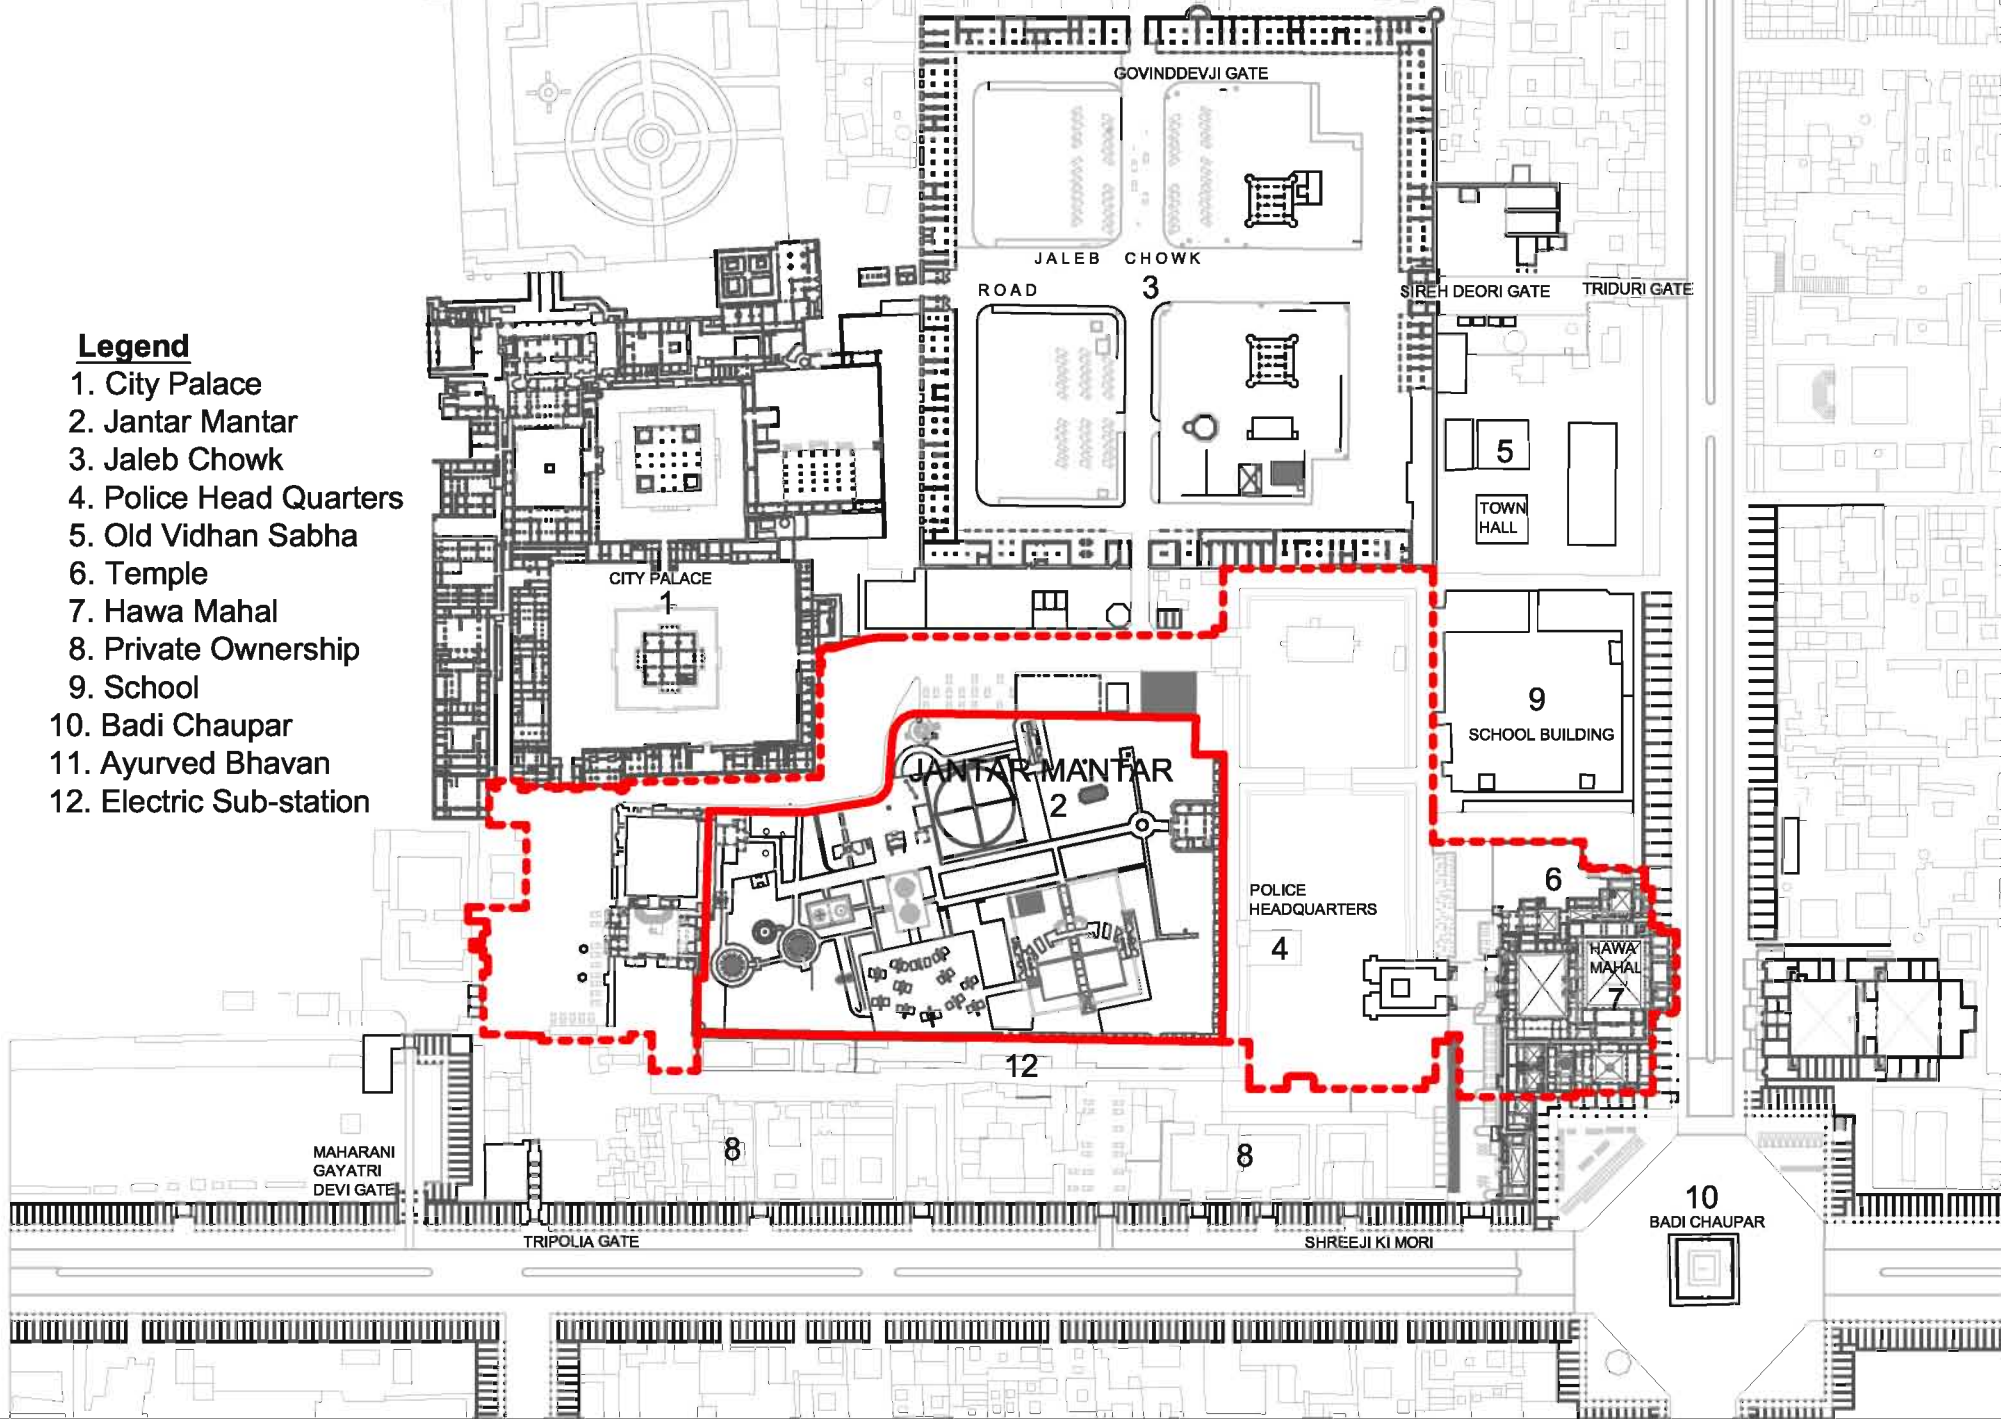 GOVINDDEVJI GATE
JALEB CHOWK
ROAD
3
SIREH DEORI GATE
TRIDURI GATE
Legend
1. City Palace
2. Jantar Mantar
3. Jaleb Chowk
4. Police Head Quarters
5. Old Vidhan Sabha
6. Temple
7. Hawa Mahal
8. Private Ownership
9. School
10. Badi Chaupar
11. Ayurved Bhavan
12. Electric Sub-station
5
TOWN
HALL
CITY PALACE
1
9
SCHOOL BUILDING
JANTAR MANTAR
2
POLICE
HEADQUARTERS
4
6
HAWA
MAHAL
7
12
MAHARANI
GAYATRI
DEVI GATE
8
8
10
BADI CHAUPAR
TRIPOLIA GATE
SHREEJI KI MORI